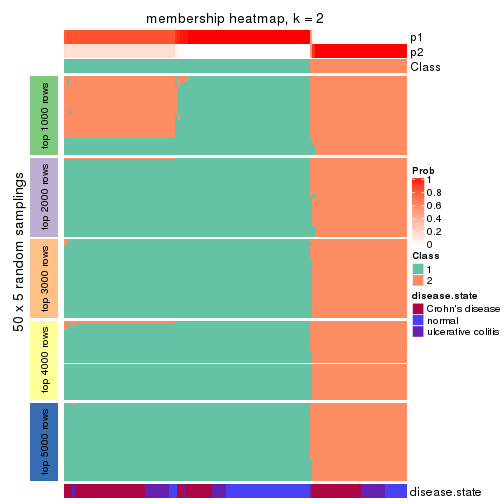 membership heatmap, k = 2
p1
p2
Class
50 x 5 random samplings
top 1000 rows
top 2000 rows
top 3000 rows
top 4000 rows
top 5000 rows
Prob
1
0.8
0.6
0.4
0.2
0
Class
1
2
disease.state
Crohn's disease
normal
ulcerative colitis
disease.state